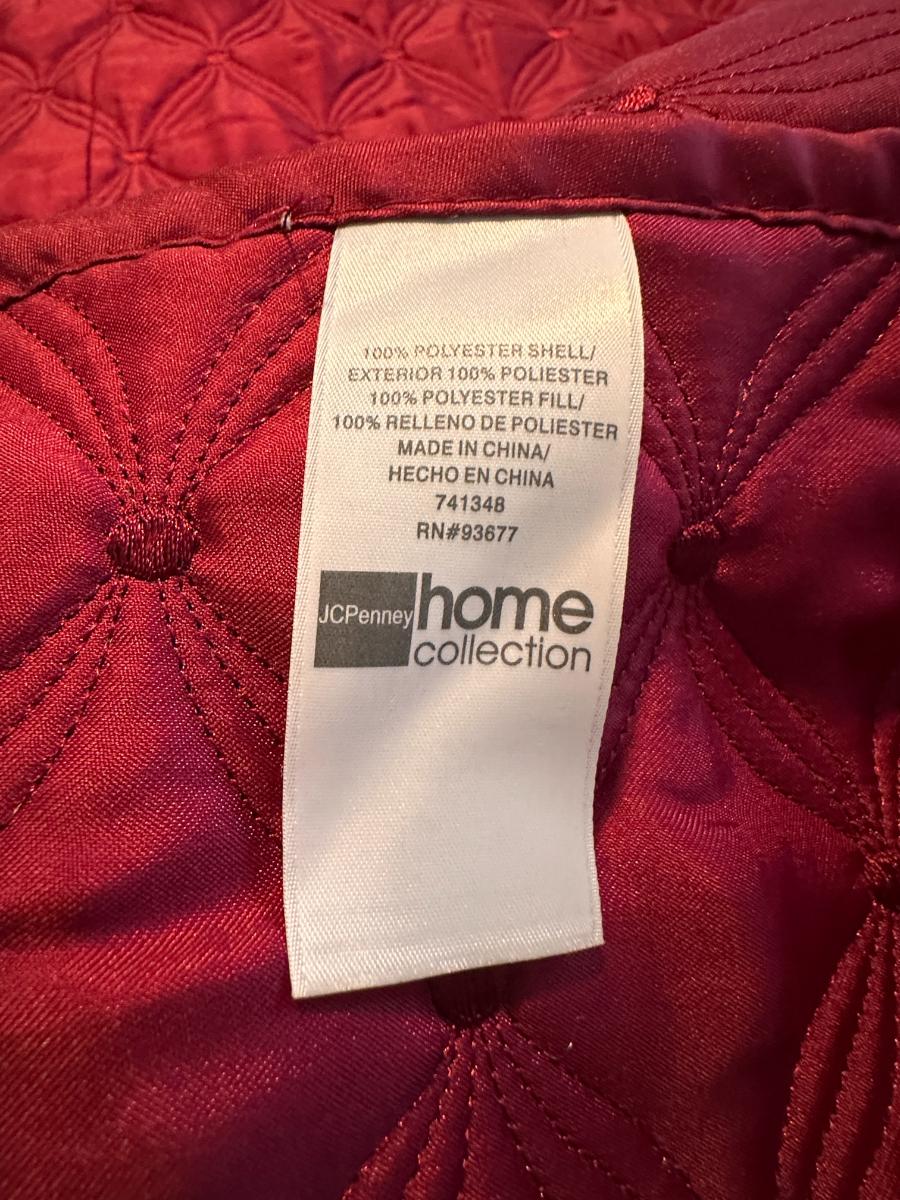 100% POLYESTER SHELL/
EXTERIOR 100% POLIESTER
100% POLYESTER FILL/
100% RELLENO DE POLIESTER
MADE IN CHINA/
HECHO EN CHINA
741348
RN#93677
JCPenney home
collection